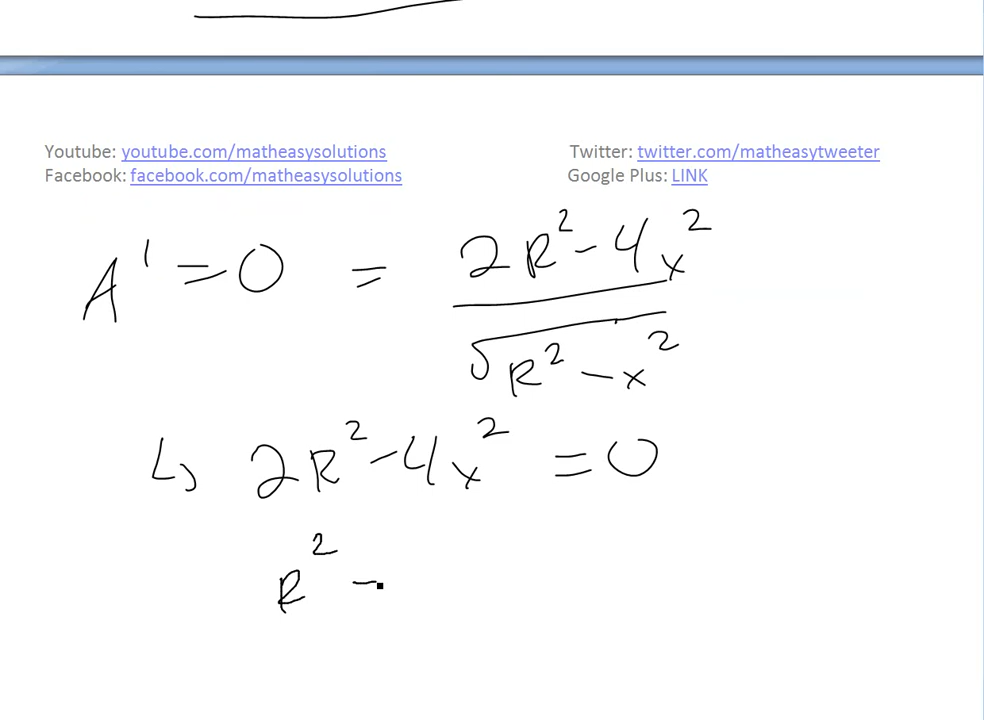 Youtube: youtube.com/matheasysolutions Twitter: twitter.com/matheasytweeter
Facebook: facebook.com/matheasysolutions Google Plus: LINK
A' = 0 = (2R² - 4x²) / √(R² - x²)
↳ 2R² - 4x² = 0
R² -